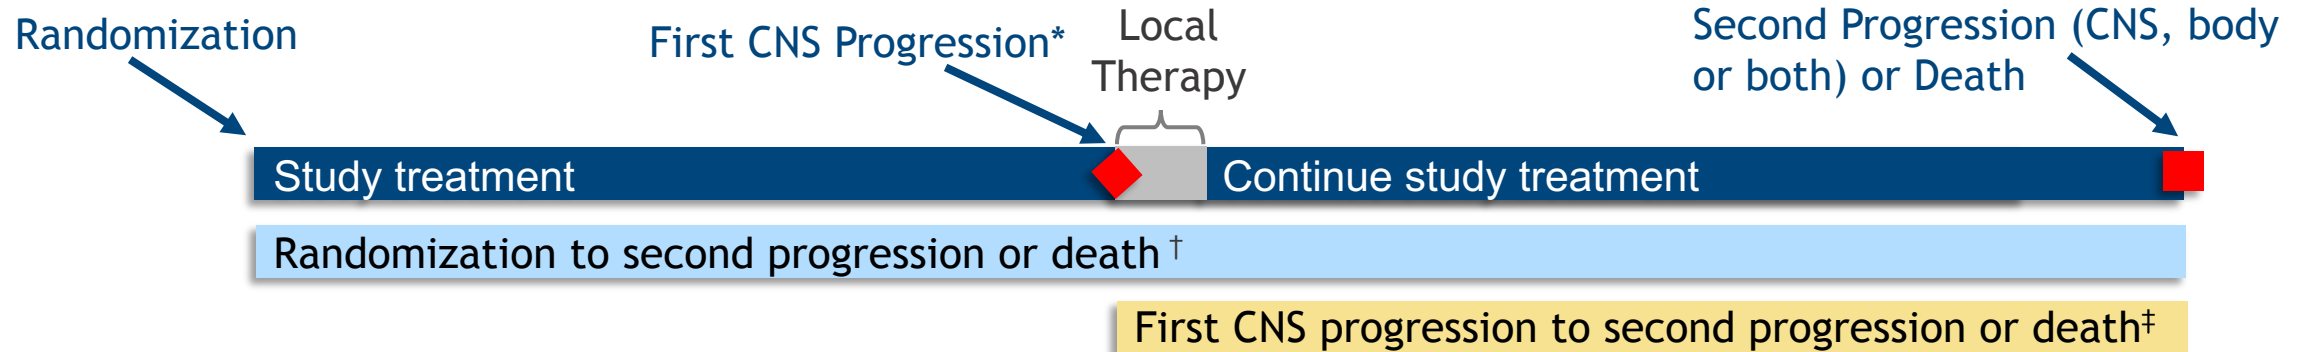 Randomization
First CNS Progression*
Local
Therapy
Second Progression (CNS, body
or both) or Death
Study treatment
Continue study treatment
Randomization to second progression or death †
First CNS progression to second progression or death‡